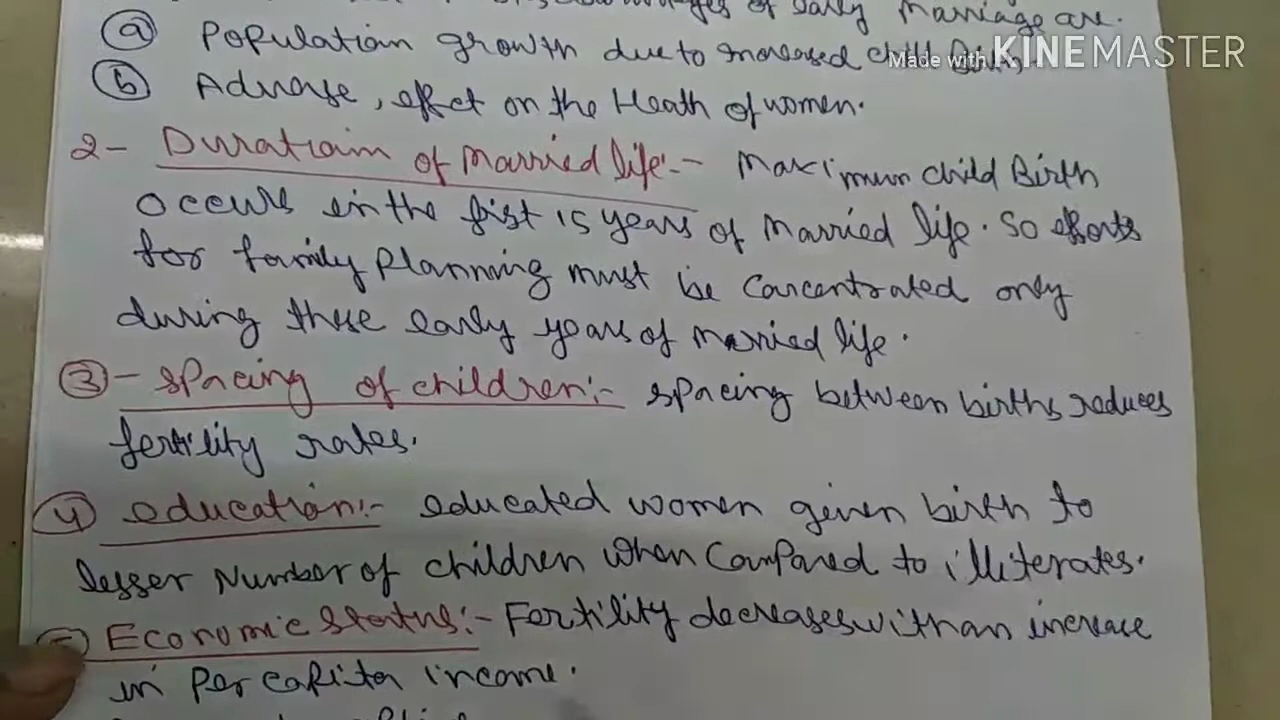 of early Marriage are.
(a) Population growth due to increased child Birth
Made with KINEMASTER
(b) Adverse, effect on the Heath of women.
2- Duration of Married life:- Maximum child Birth
occurs in the first 15 years of Married life. So efforts
for family Planning must be concentrated only
during these early years of married life.
(3)- spacing of children:- spacing between births reduces
fertility rates.
(4) education:- educated women given birth to
lesser Number of children when compared to illiterates.
(5) Economic status:- Fertility decreases with an increase
in Per capita income.